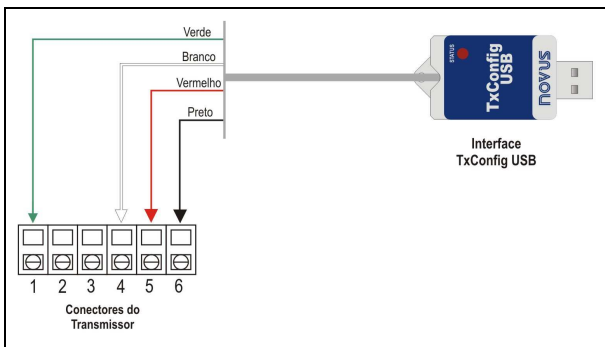 Verde
Branco
Vermelho
Preto
STATUS
TxConfig
USB
novus
Interface
TxConfig USB
1 2 3 4 5 6
Conectores do
Transmissor